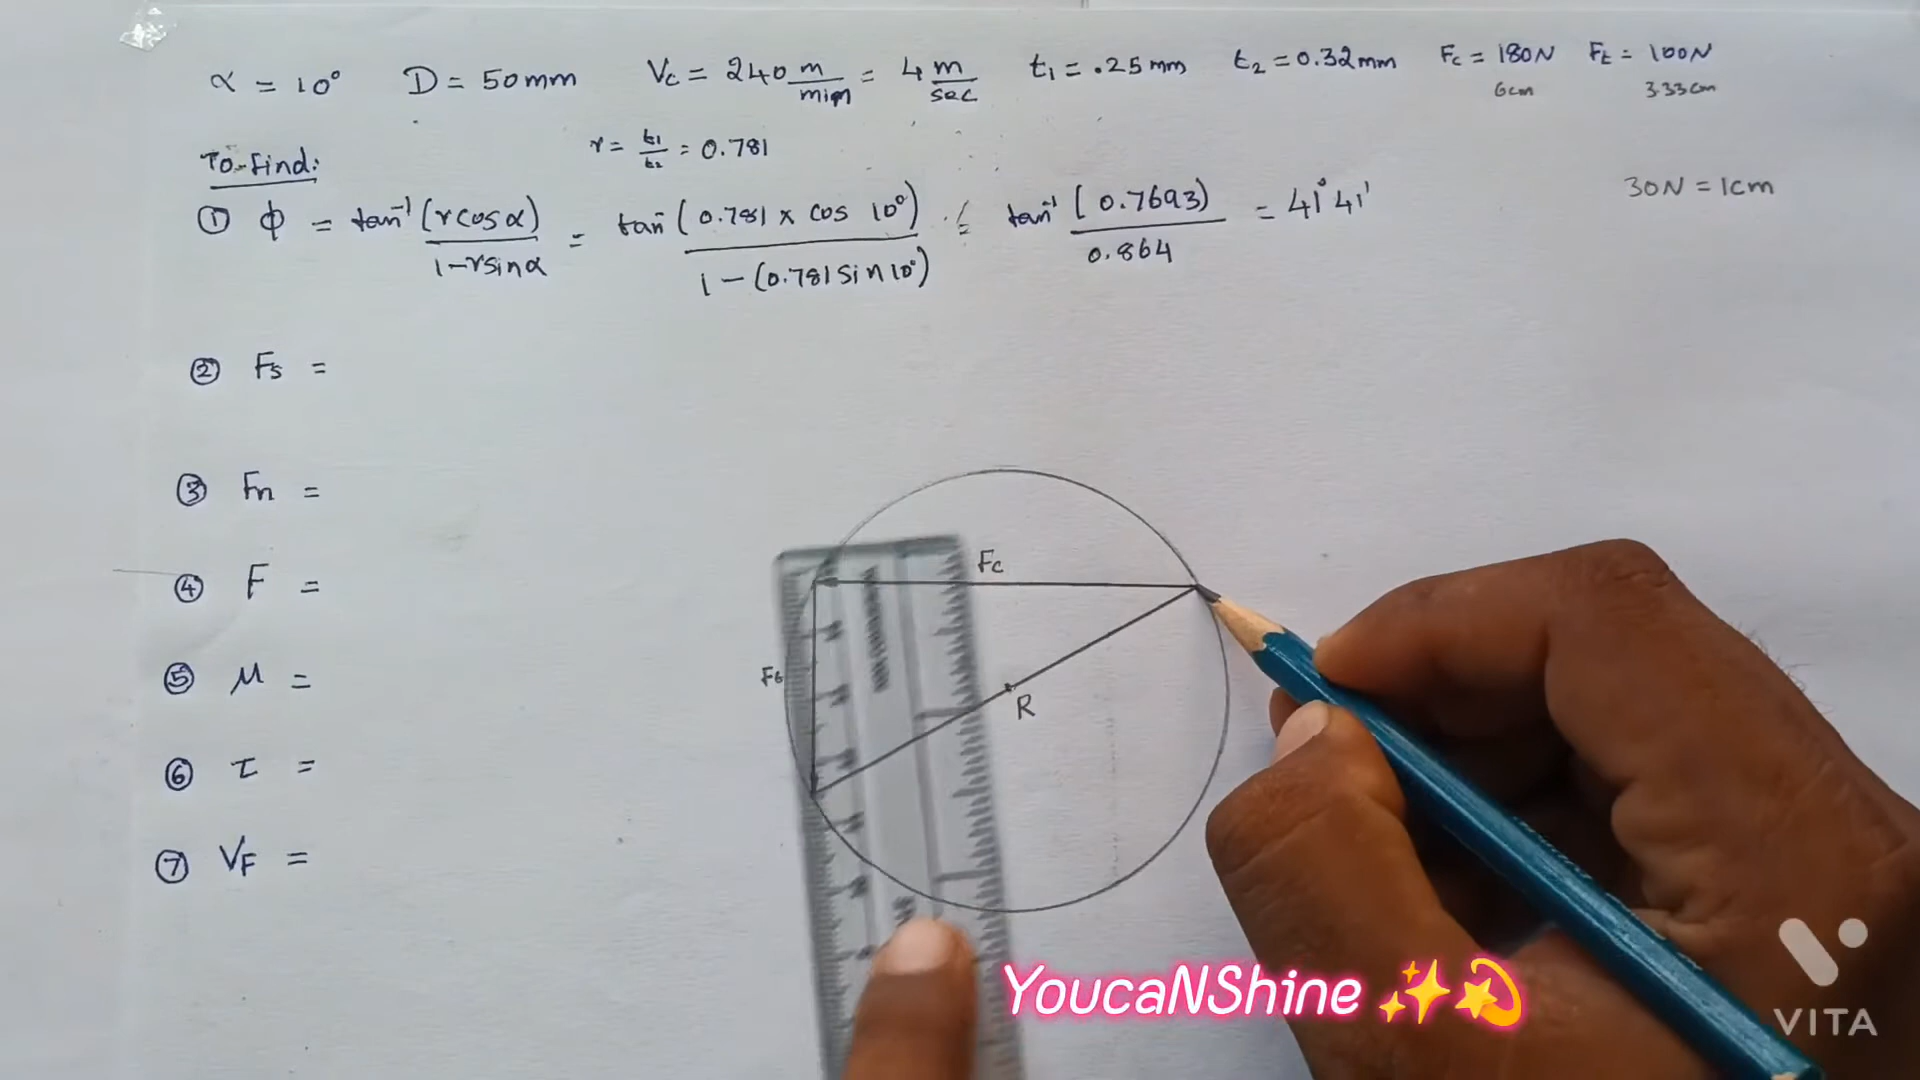 α = 10° D = 50mm Vc = 240 m/min = 4 m/sec t1 = .25mm t2 = 0.32mm Fc = 180N Ft = 100N
6cm 3.33cm
r = t1/t2 = 0.781
To Find:
30N = 1cm
① ϕ = tan⁻¹ (r cos α)/(1-r sin α) = tan⁻ (0.781 × cos 10°)/(1-(0.781 sin 10°)) = tan⁻¹ (0.7693)/0.864 = 41° 41'
② Fs =
③ Fn =
④ F =
⑤ μ =
⑥ τ =
⑦ VF =
Fc
Ft
R
YoucaNShine ✨💫
VITA